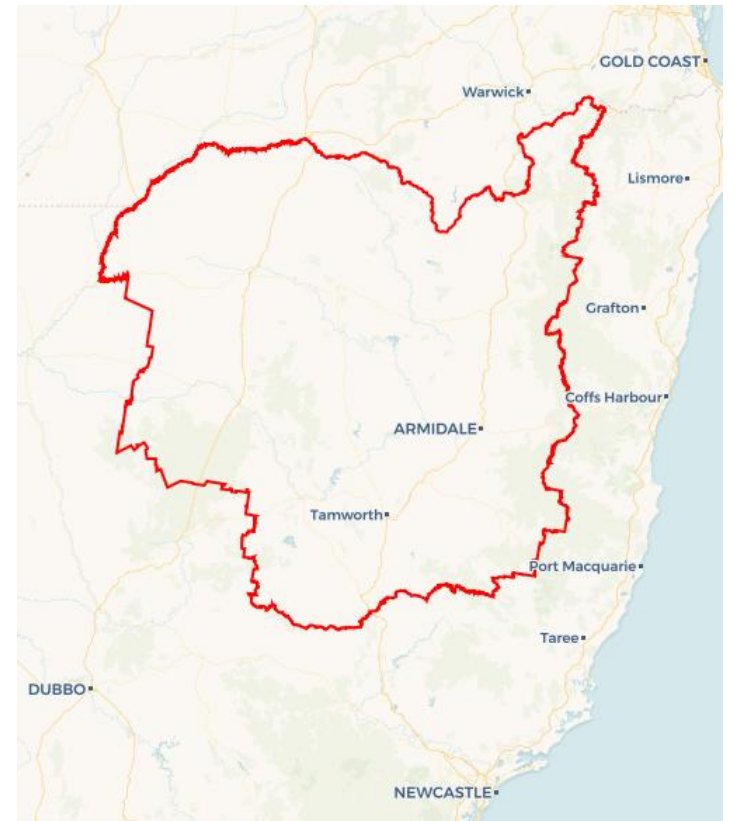 GOLD COAST
Warwick
Lismore
Grafton
Coffs Harbour
ARMIDALE
Tamworth
Port Macquarie
Taree
DUBBO
NEWCASTLE